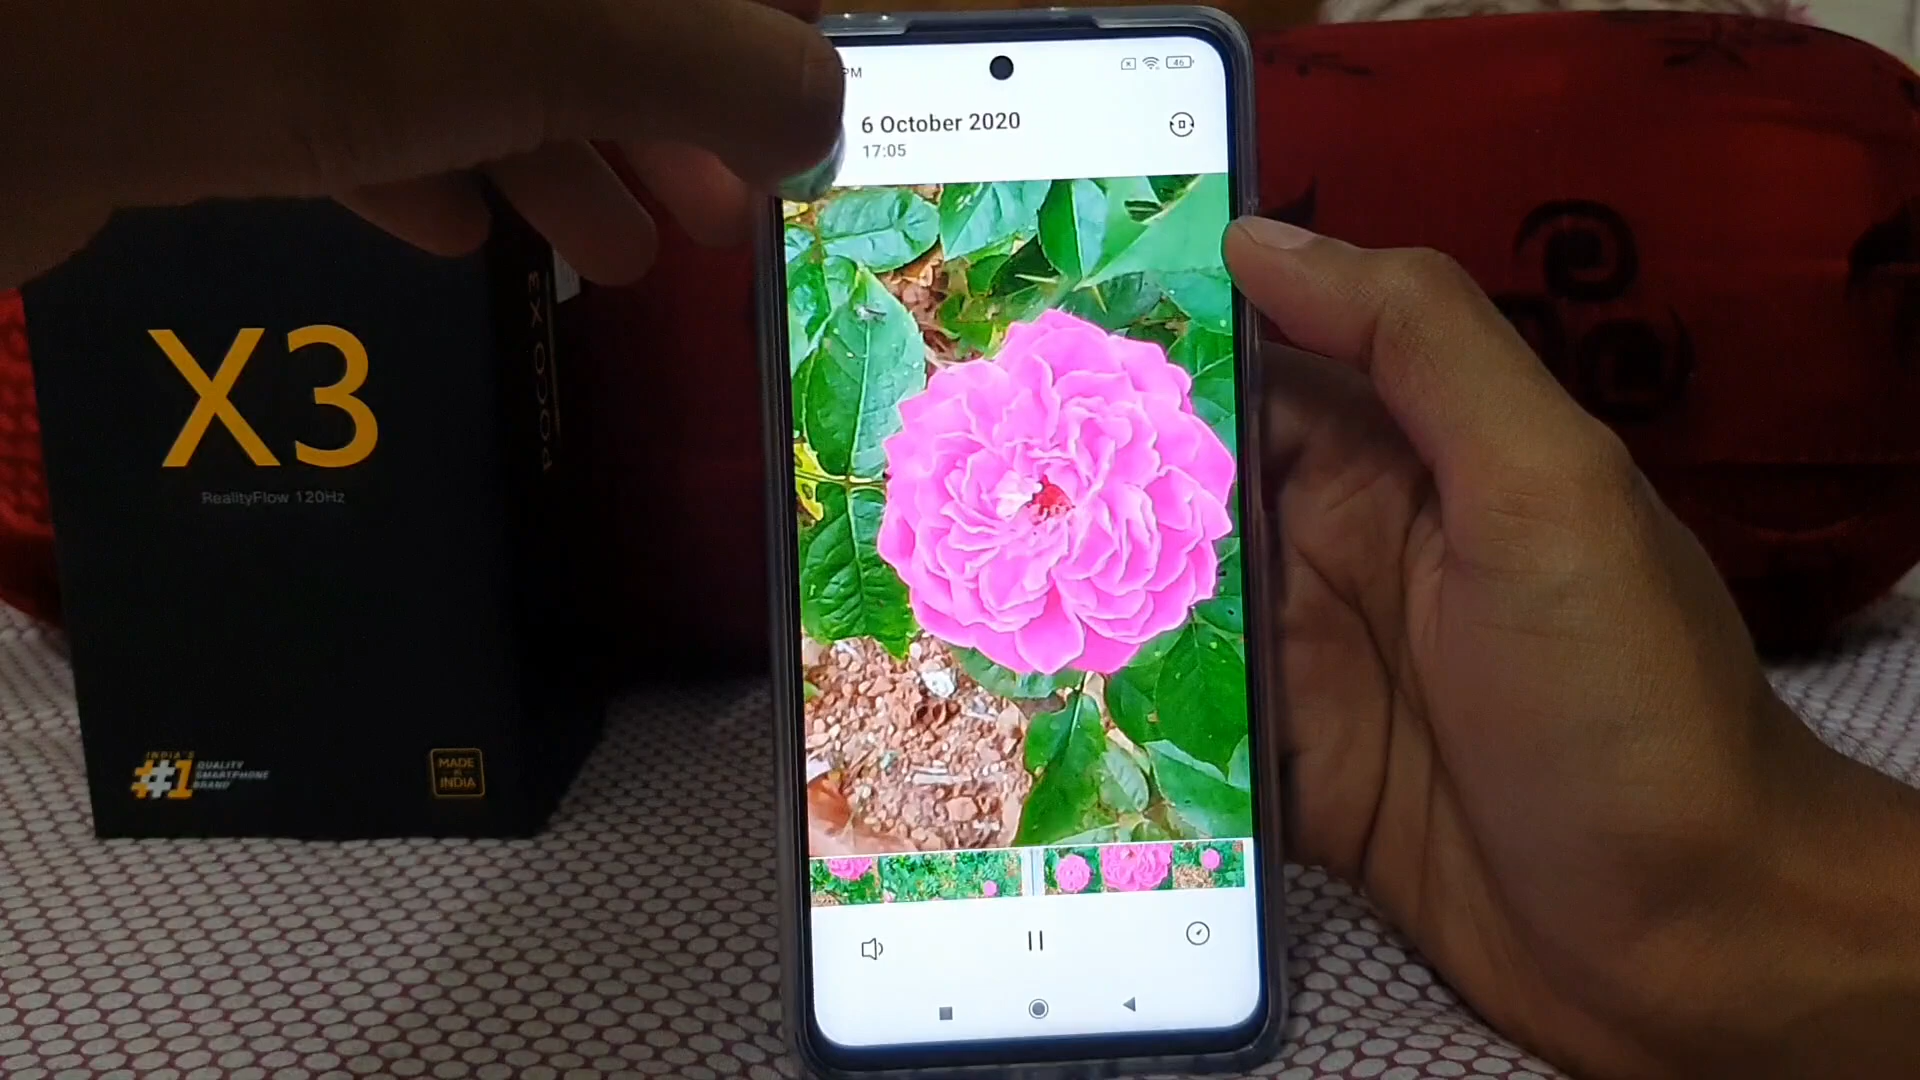 PM
46
6 October 2020
17:05
X3
RealityFlow 120Hz
POCO X3
INDIA'S
#1
QUALITY
SMARTPHONE
BRAND
MADE
IN
INDIA